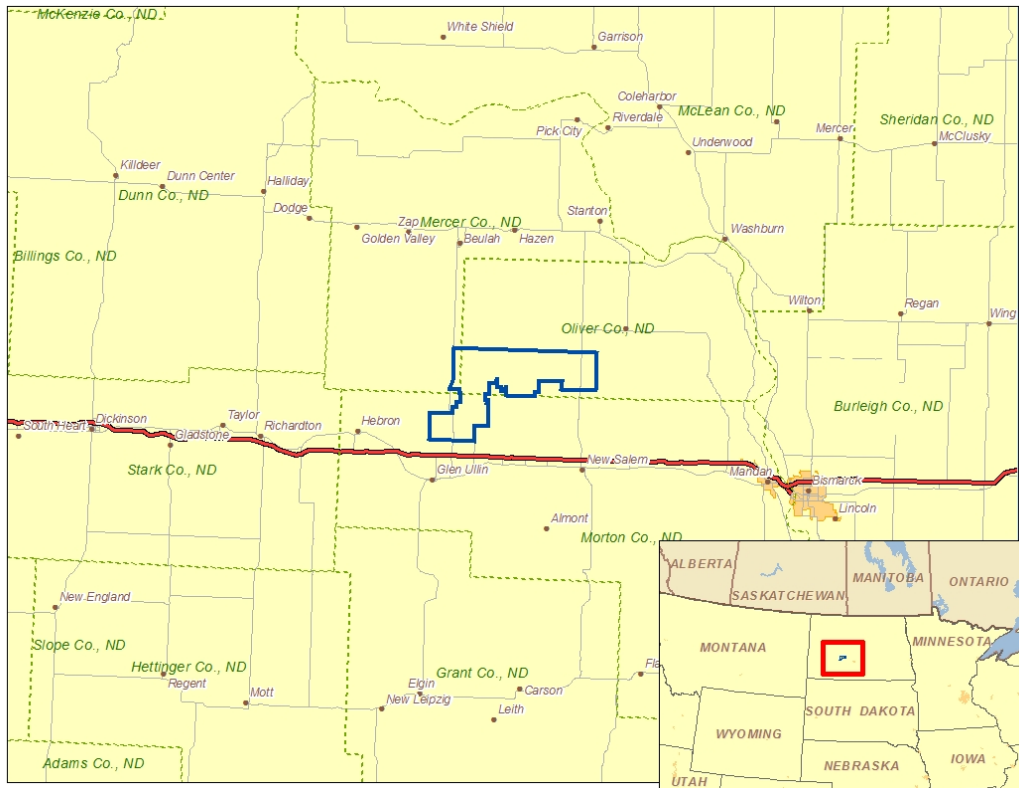 McKenzie Co., ND
White Shield
Garrison
Coleharbor
McLean Co., ND
Riverdale
Pick City
Mercer
Sheridan Co., ND
McClusky
Underwood
Killdeer
Dunn Center
Halliday
Dunn Co., ND
Dodge
Zap
Mercer Co., ND
Stanton
Golden Valley
Beulah
Hazen
Washburn
Billings Co., ND
Wilton
Regan
Wing
Oliver Co., ND
Burleigh Co., ND
South Heart
Dickinson
Taylor
Gladstone
Richardton
Hebron
Stark Co., ND
Glen Ullin
New Salem
Mandan
Bismarck
Lincoln
Almont
Morton Co., ND
New England
Slope Co., ND
Hettinger Co., ND
Regent
Mott
Grant Co., ND
Elgin
New Leipzig
Carson
Leith
Adams Co., ND
ALBERTA
SASKATCHEWAN
MANITOBA
ONTARIO
MONTANA
MINNESOTA
SOUTH DAKOTA
WYOMING
NEBRASKA
IOWA
UTAH